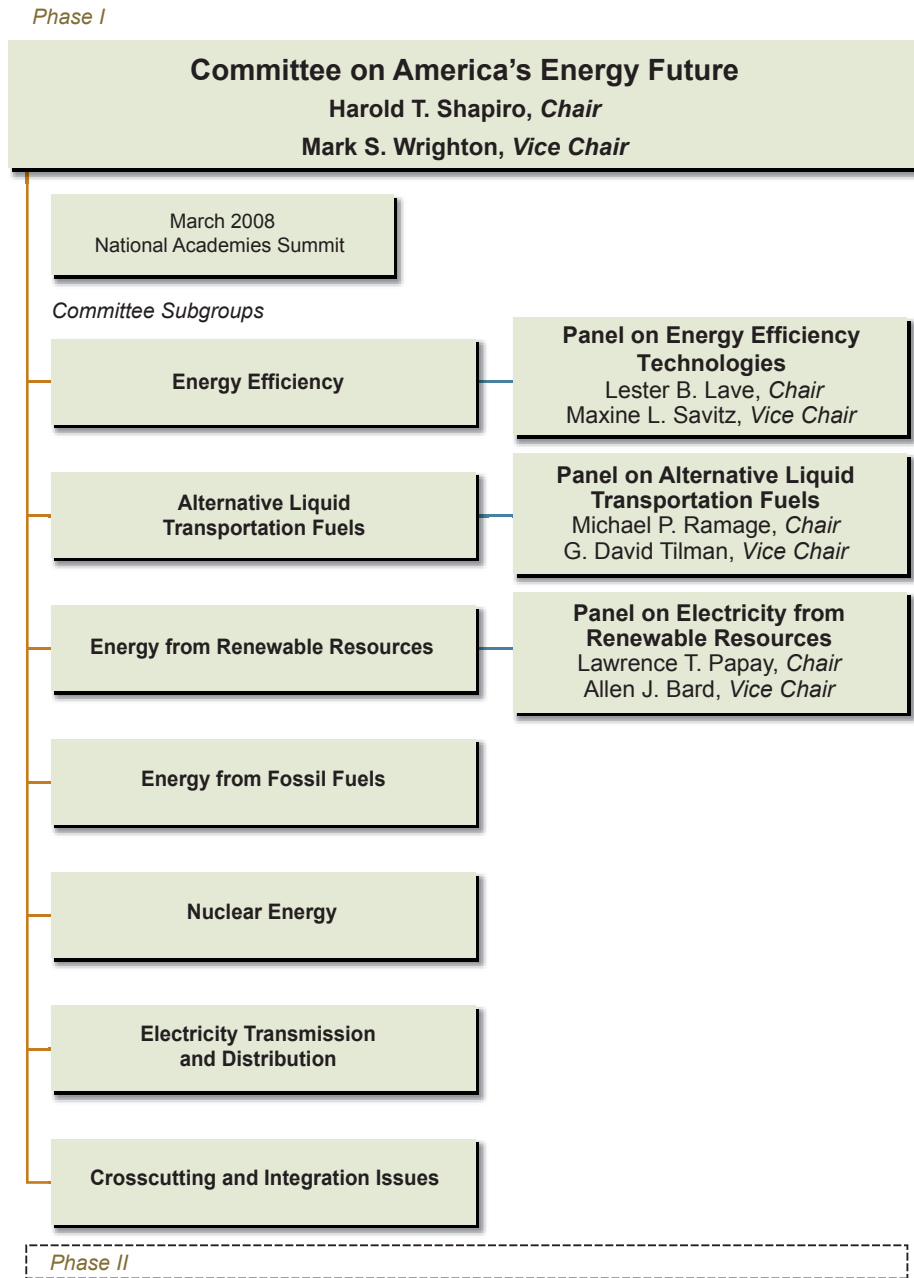 Phase I
Committee on America’s Energy Future
Harold T. Shapiro, Chair
Mark S. Wrighton, Vice Chair
March 2008
National Academies Summit
Committee Subgroups
Energy Efficiency
Panel on Energy Efficiency
Technologies
Lester B. Lave, Chair
Maxine L. Savitz, Vice Chair
Alternative Liquid
Transportation Fuels
Panel on Alternative Liquid
Transportation Fuels
Michael P. Ramage, Chair
G. David Tilman, Vice Chair
Energy from Renewable Resources
Panel on Electricity from
Renewable Resources
Lawrence T. Papay, Chair
Allen J. Bard, Vice Chair
Energy from Fossil Fuels
Nuclear Energy
Electricity Transmission
and Distribution
Crosscutting and Integration Issues
Phase II